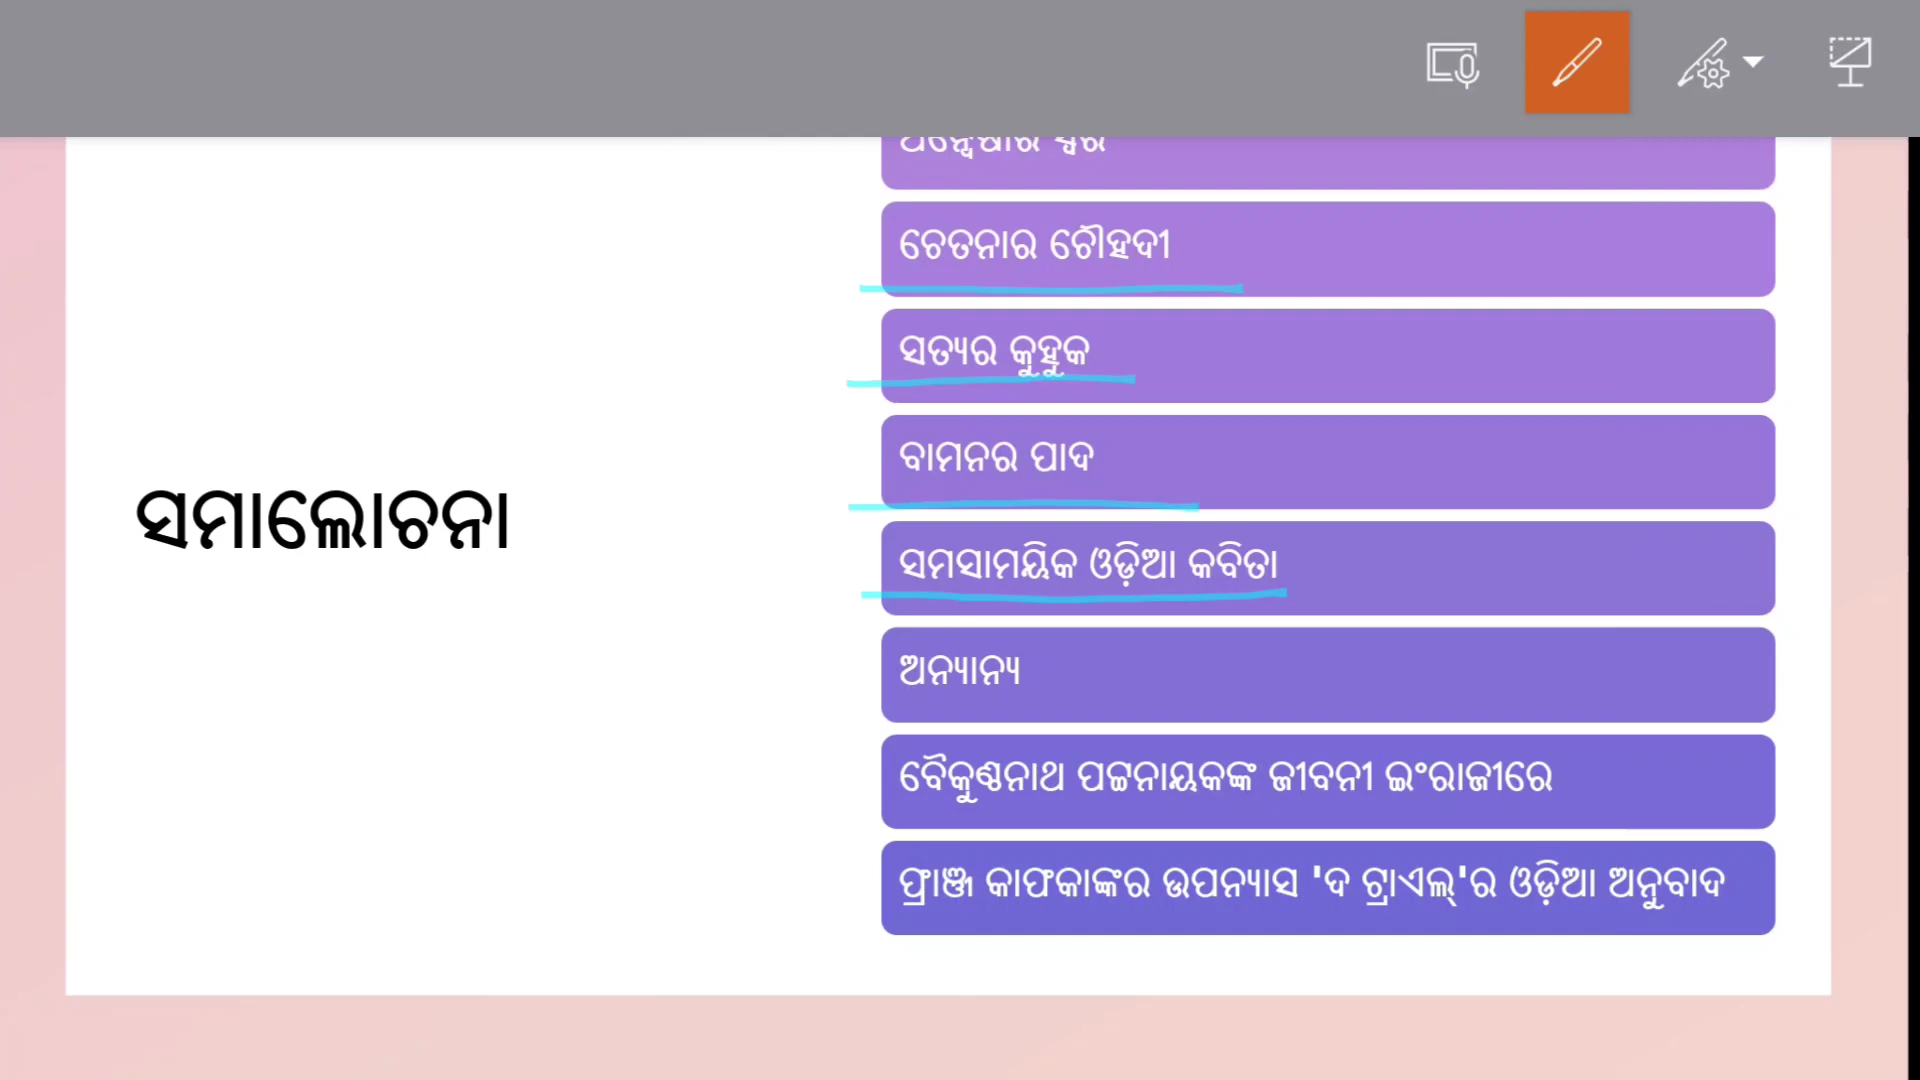 ଚେତନାର ଚୌହଦୀ
ସତ୍ୟର କୁହୁକ
ବାମନର ପାଦ
ସମାଲୋଚନା
ସମସାମୟିକ ଓଡ଼ିଆ କବିତା
ଅନ୍ୟାନ୍ୟ
ବୈକୁଣ୍ଠନାଥ ପଟ୍ଟନାୟକଙ୍କ ଜୀବନୀ ଇଂରାଜୀରେ
ଫ୍ରାଞ୍ଜ କାଫକାଙ୍କର ଉପନ୍ୟାସ 'ଦ ଟ୍ରାଏଲ୍'ର ଓଡ଼ିଆ ଅନୁବାଦ